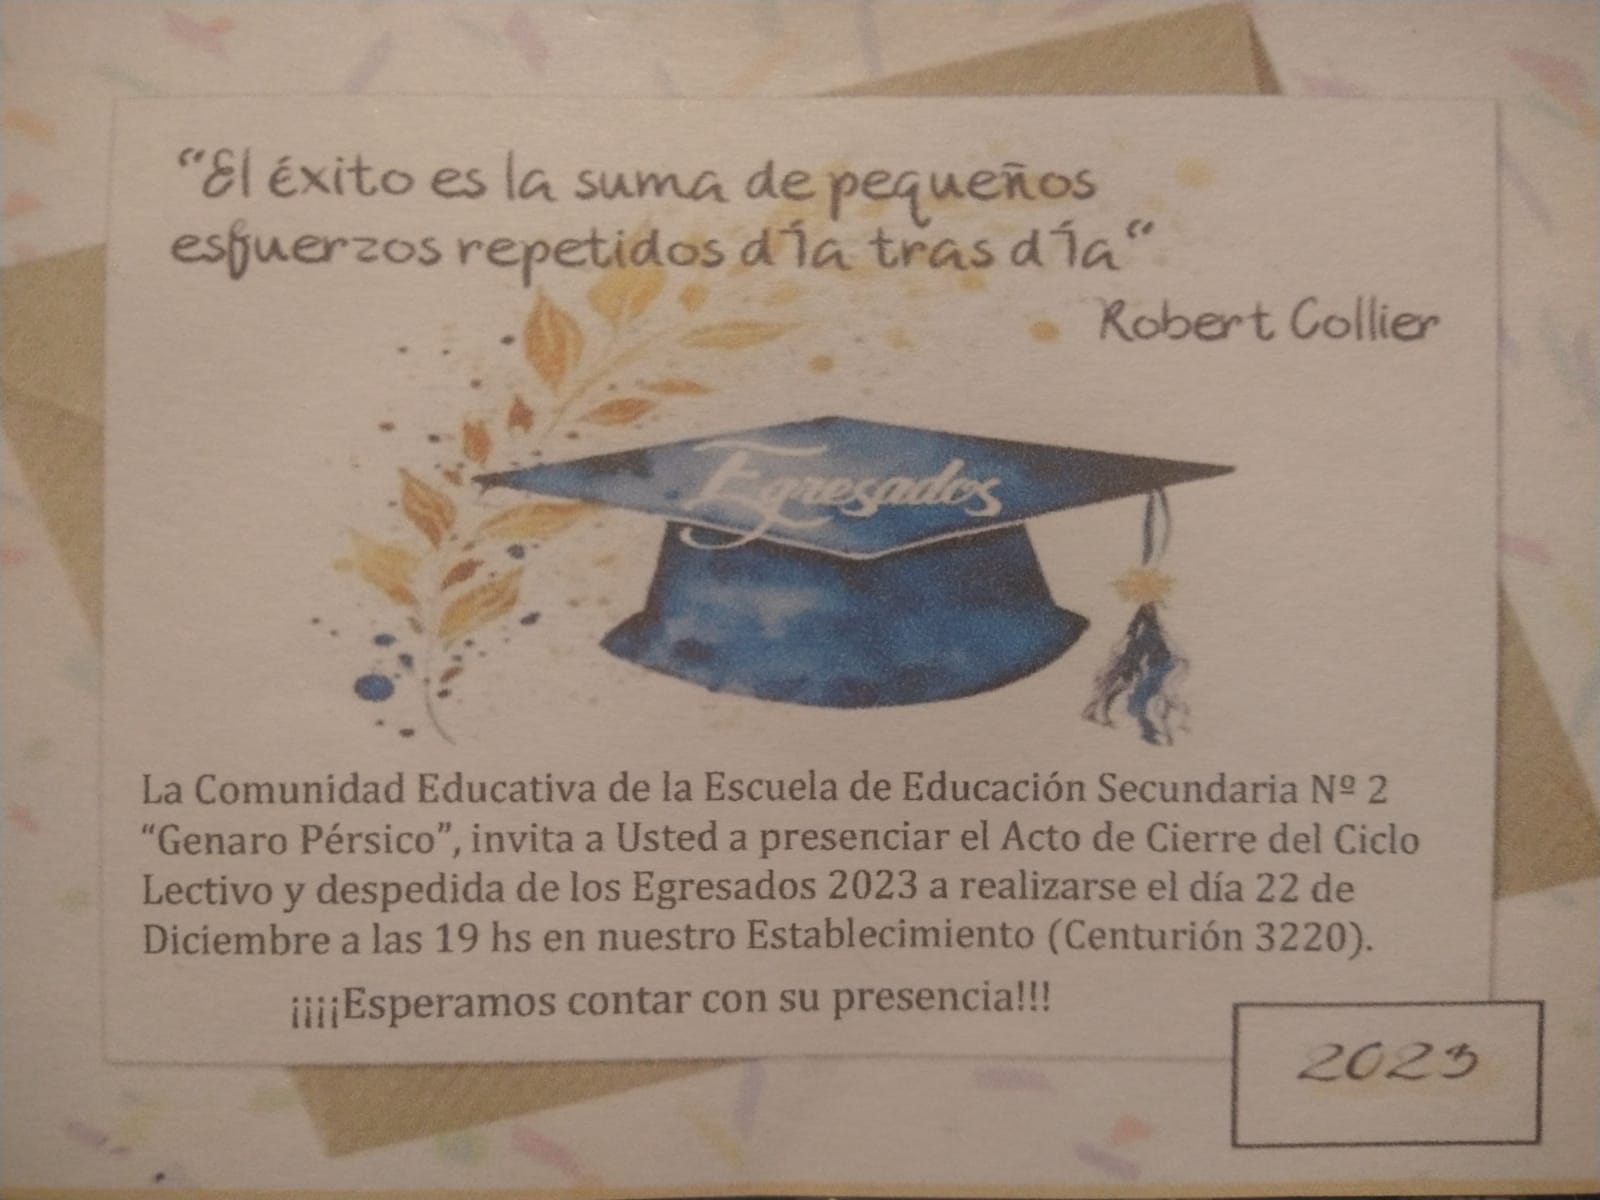 “El éxito es la suma de pequeños
esfuerzos repetidos día tras día“
Robert Collier
Egresados
La Comunidad Educativa de la Escuela de Educación Secundaria Nº 2
“Genaro Pérsico”, invita a Usted a presenciar el Acto de Cierre del Ciclo
Lectivo y despedida de los Egresados 2023 a realizarse el día 22 de
Diciembre a las 19 hs en nuestro Establecimiento (Centurión 3220).
¡¡¡¡Esperamos contar con su presencia!!!
2023